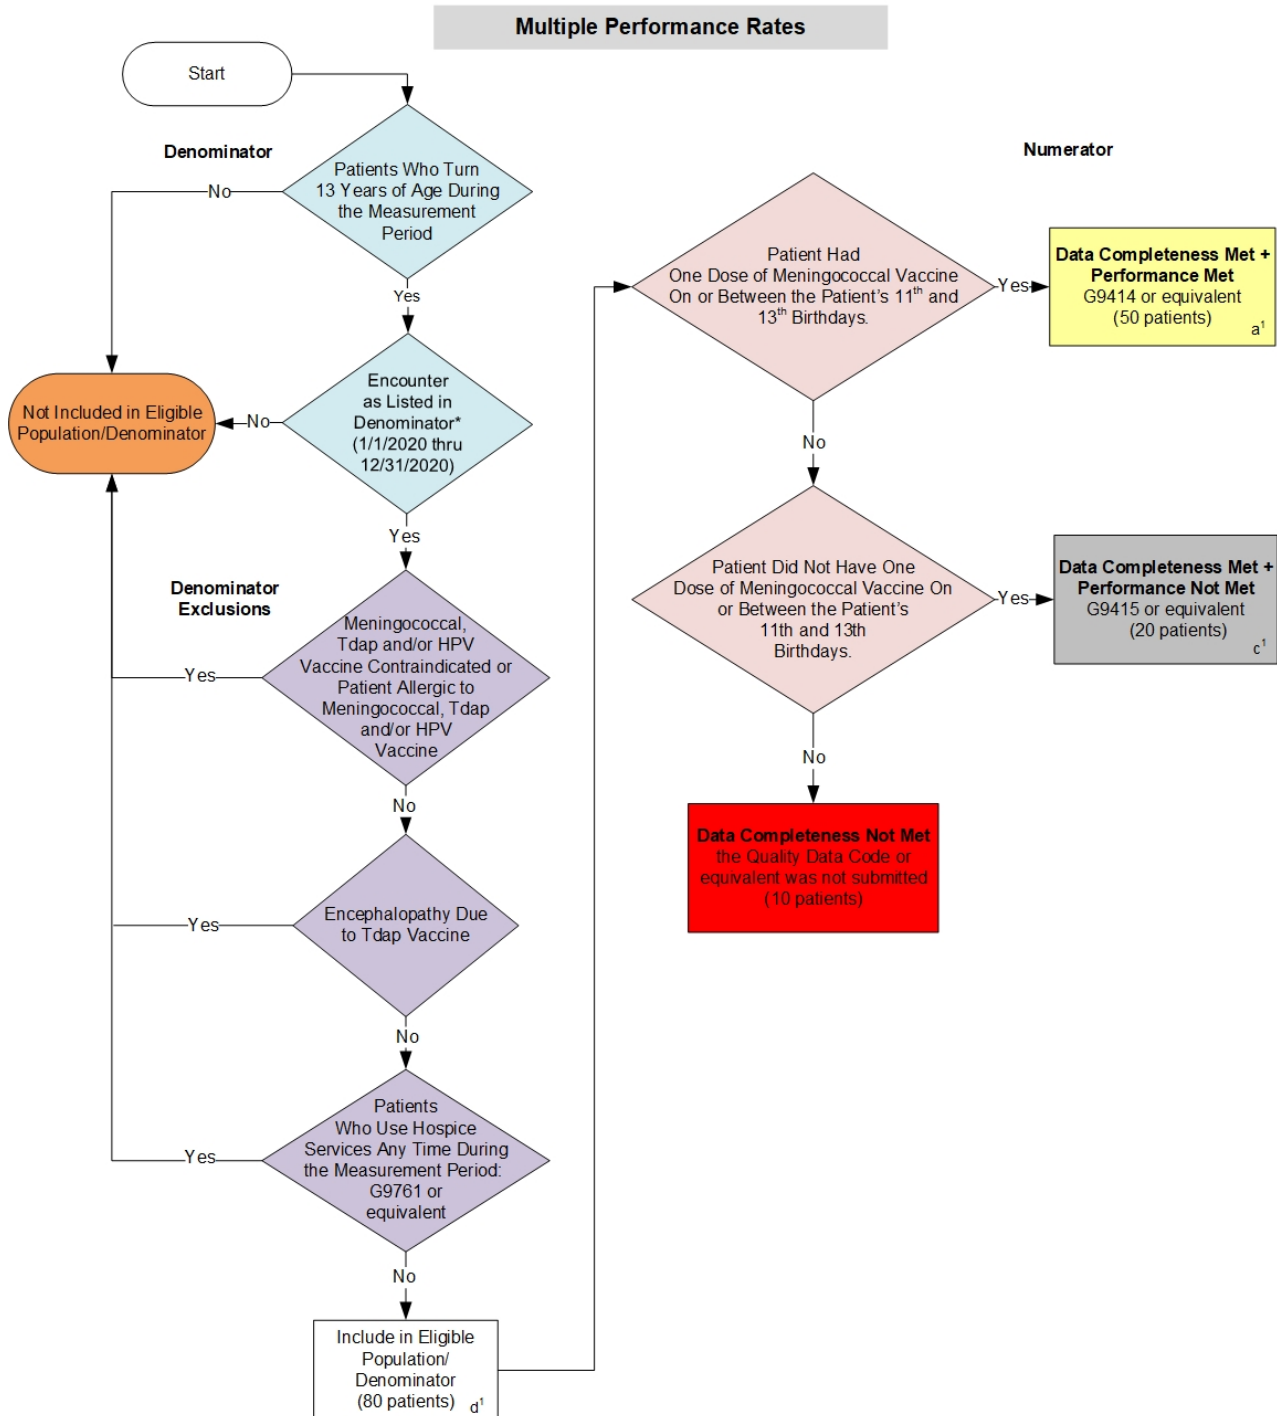 Multiple Performance Rates
Start
Denominator
Patients Who Turn
13 Years of Age During
the Measurement
Period
No
Yes
Encounter
as Listed in
Denominator*
(1/1/2020 thru
12/31/2020)
No
Not Included in Eligible
Population/Denominator
Yes
Denominator
Exclusions
Meningococcal,
Tdap and/or HPV
Vaccine Contraindicated or
Patient Allergic to
Meningococcal, Tdap
and/or HPV
Vaccine
Yes
No
Encephalopathy Due
to Tdap Vaccine
Yes
No
Patients
Who Use Hospice
Services Any Time During
the Measurement Period:
G9761 or
equivalent
Yes
No
Include in Eligible
Population/
Denominator
(80 patients) d¹
Numerator
Patient Had
One Dose of Meningococcal Vaccine
On or Between the Patient’s 11th and
13th Birthdays.
Yes
Data Completeness Met +
Performance Met
G9414 or equivalent
(50 patients)
a¹
No
Patient Did Not Have One
Dose of Meningococcal Vaccine On
or Between the Patient’s
11th and 13th
Birthdays.
Yes
Data Completeness Met +
Performance Not Met
G9415 or equivalent
(20 patients)
c¹
No
Data Completeness Not Met
the Quality Data Code or
equivalent was not submitted
(10 patients)